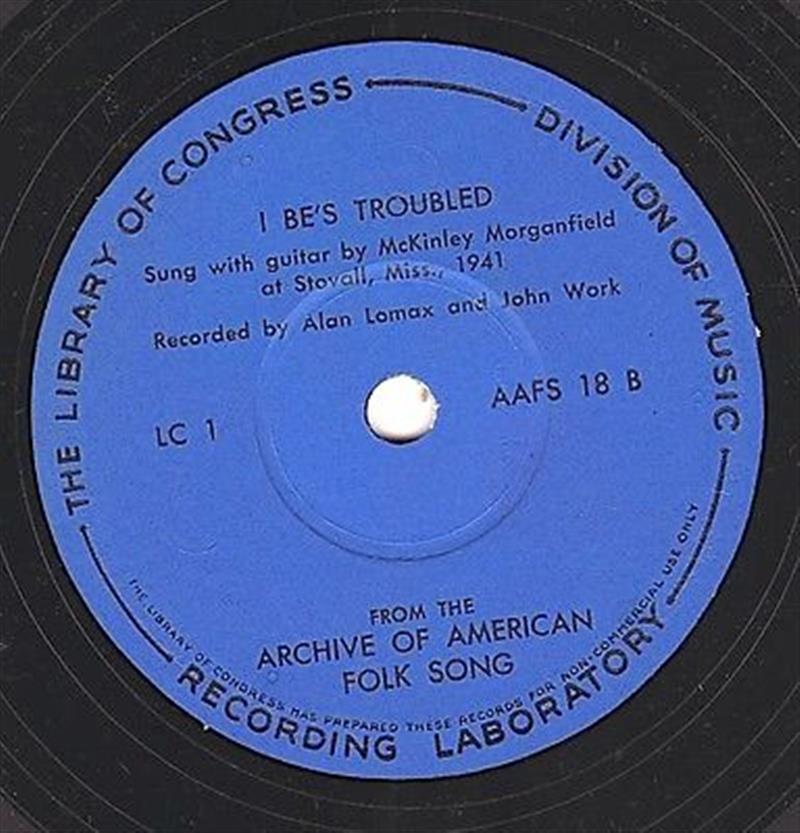 THE LIBRARY OF CONGRESS
DIVISION OF MUSIC
I BE'S TROUBLED
Sung with guitar by McKinley Morganfield
at Stovall, Miss., 1941
Recorded by Alan Lomax and John Work
LC 1
AAFS 18 B
FROM THE
ARCHIVE OF AMERICAN
FOLK SONG
THE LIBRARY OF CONGRESS HAS PREPARED THESE RECORDS FOR NON-COMMERCIAL USE ONLY
RECORDING LABORATORY